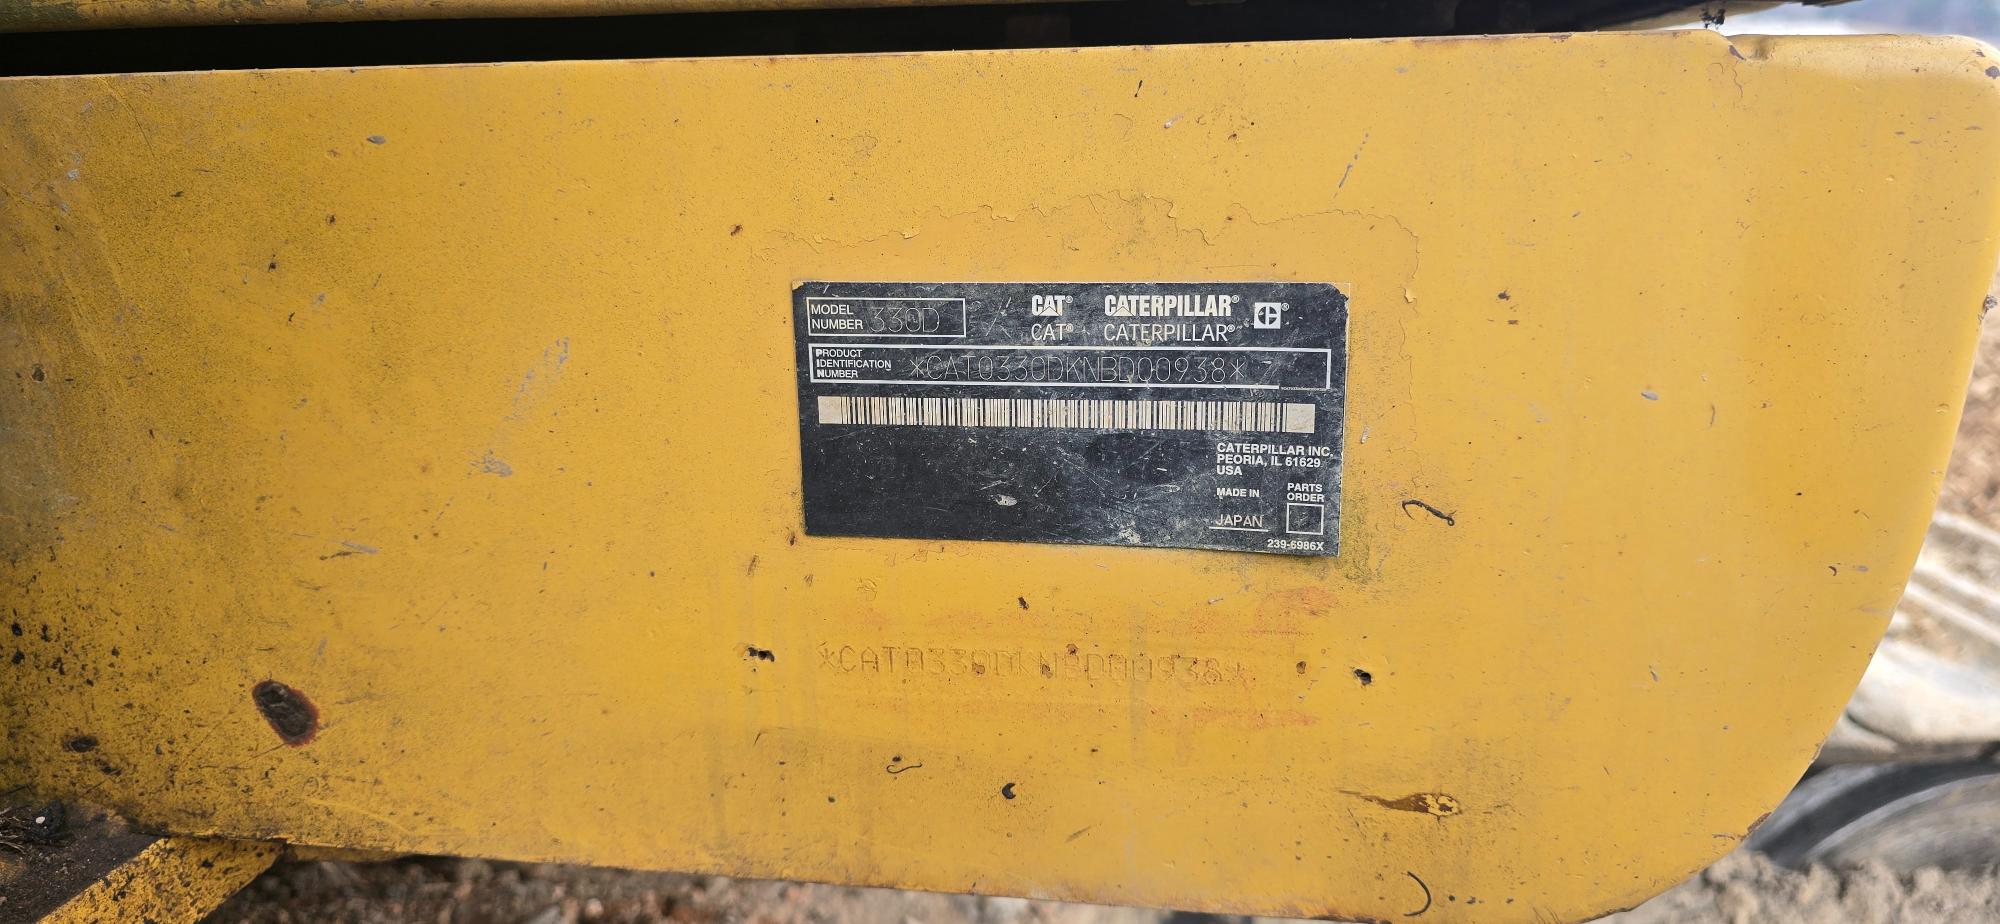 MODEL NUMBER 330D
CAT® CATERPILLAR® C®
CAT® CATERPILLAR®
PRODUCT IDENTIFICATION NUMBER *CAT0330DKNBD00938*
CATERPILLAR INC.
PEORIA, IL 61629
USA
MADE IN
JAPAN
PARTS
ORDER
239-6986X
*CAT0330DKNBD00938*